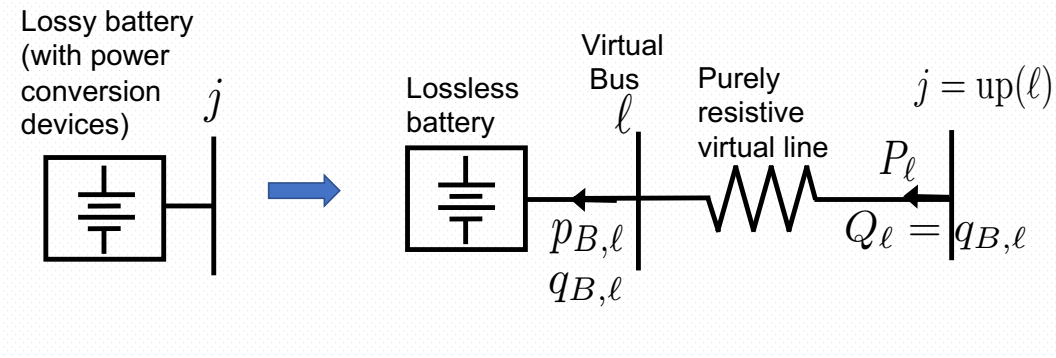 Lossy battery
(with power
conversion
devices)
j
Lossless
battery
Virtual
Bus
ℓ
Purely
resistive
virtual line
j = up(ℓ)
P_ℓ
Q_ℓ = q_{B,ℓ}
p_{B,ℓ}
q_{B,ℓ}